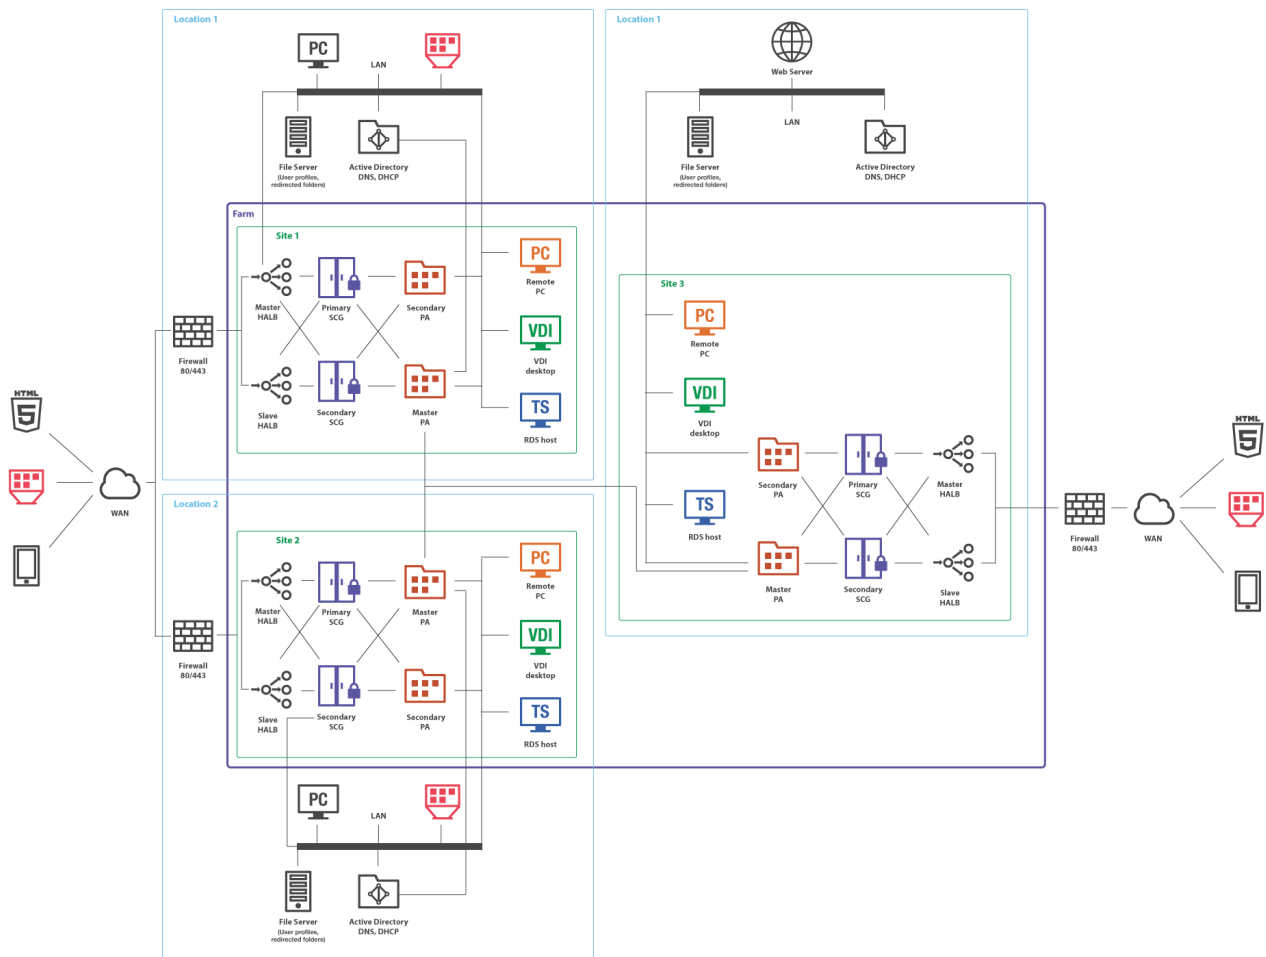 Location 1
PC
LAN
File Server
(User profiles,
redirected folders)
Active Directory
DNS, DHCP
Location 1
Web Server
LAN
File Server
(User profiles,
redirected folders)
Active Directory
DNS, DHCP
Farm
Site 1
Master
HALB
Primary
SCG
Secondary
PA
PC
Remote
PC
Firewall
80/443
VDI
VDI
desktop
Slave
HALB
Secondary
SCG
Master
PA
TS
RDS host
HTML
5
WAN
Location 2
Site 2
Master
HALB
Primary
SCG
Master
PA
PC
Remote
PC
Firewall
80/443
VDI
VDI
desktop
Slave
HALB
Secondary
SCG
Secondary
PA
TS
RDS host
PC
LAN
File Server
(User profiles,
redirected folders)
Active Directory
DNS, DHCP
Site 3
PC
Remote
PC
VDI
VDI
desktop
Secondary
PA
Primary
SCG
Master
HALB
TS
RDS host
Master
PA
Secondary
SCG
Slave
HALB
Firewall
80/443
WAN
HTML
5